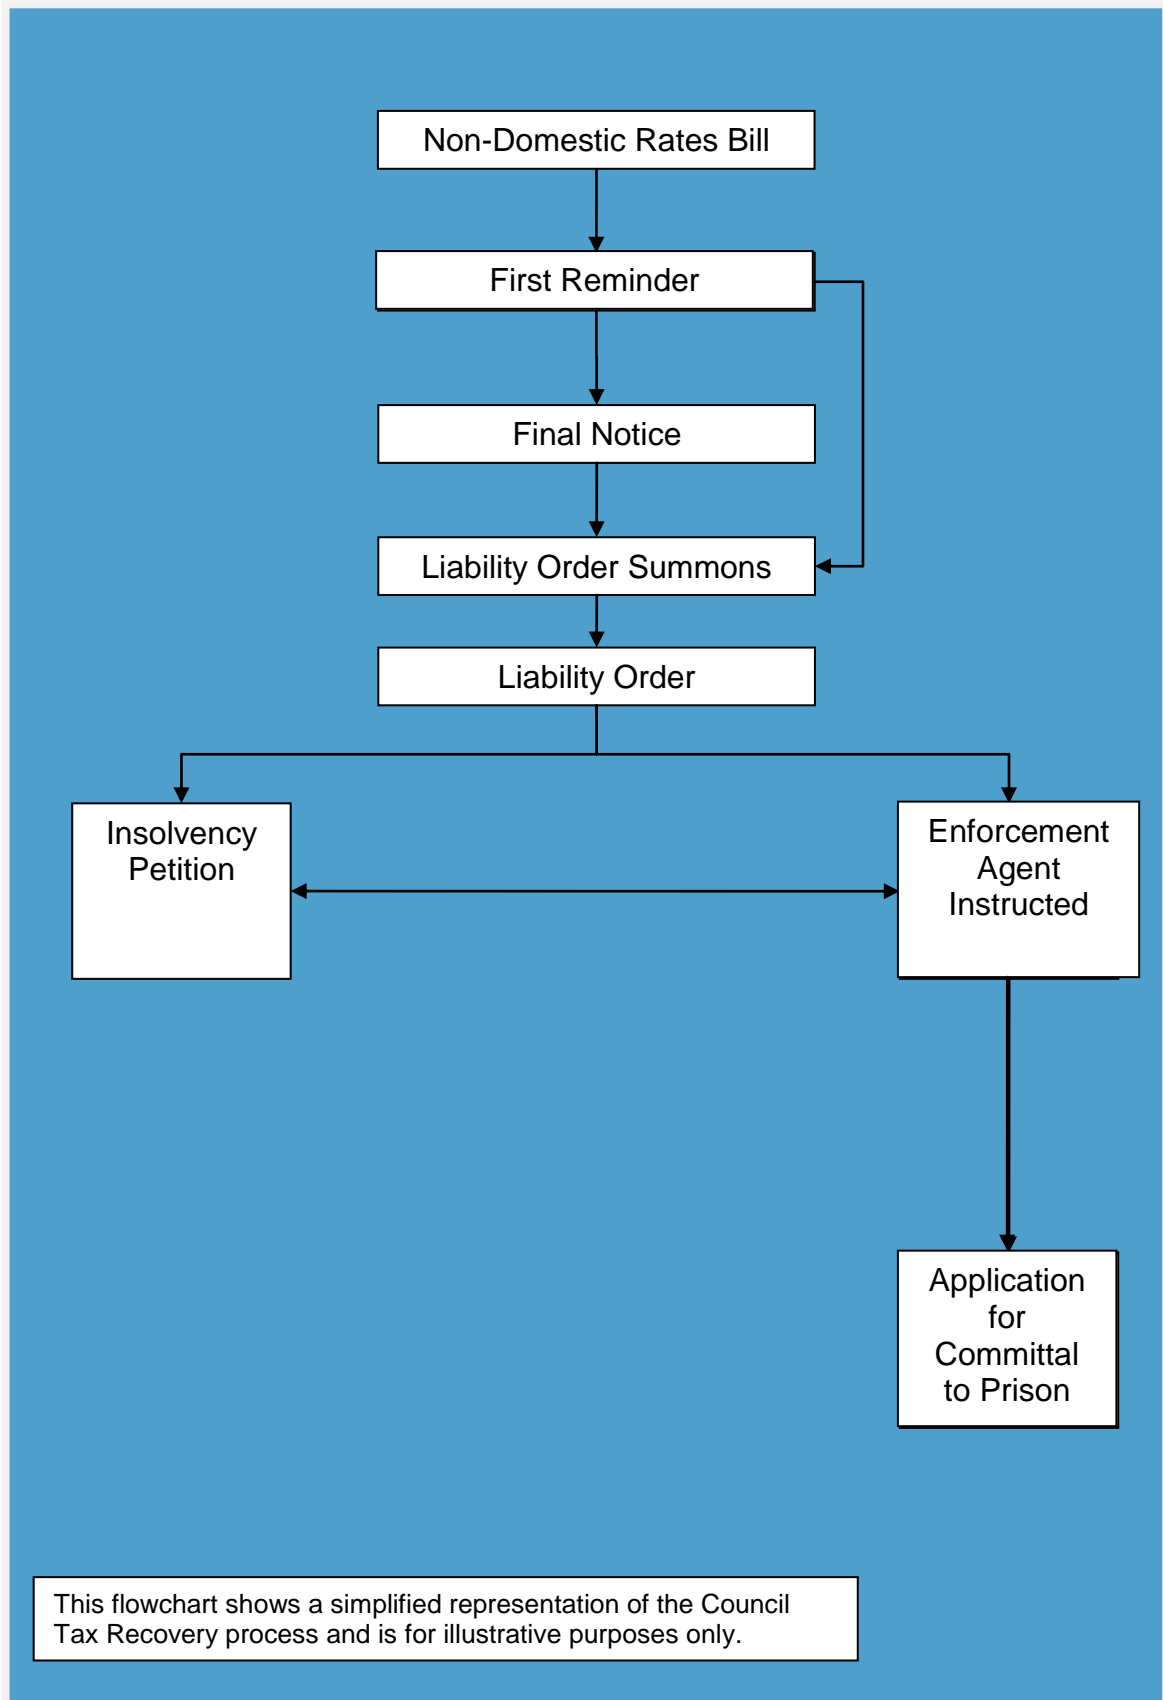 Non-Domestic Rates Bill
First Reminder
Final Notice
Liability Order Summons
Liability Order
Insolvency
Petition
Enforcement
Agent
Instructed
Application
for
Committal
to Prison
This flowchart shows a simplified representation of the Council
Tax Recovery process and is for illustrative purposes only.